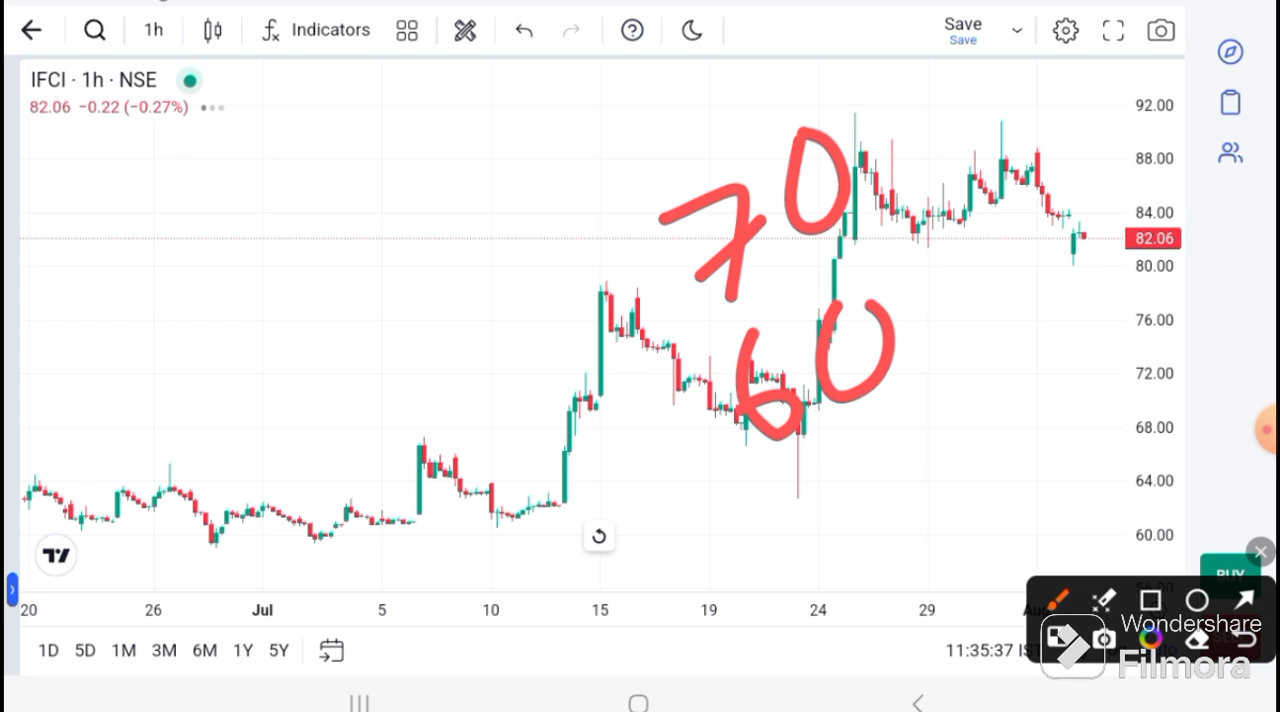 1h
Indicators
Save
Save
IFCI · 1h · NSE
82.06 −0.22 (−0.27%)
92.00
88.00
84.00
82.06
80.00
76.00
72.00
68.00
64.00
60.00
70
60
20 26 Jul 5 10 15 19 24 29
1D 5D 1M 3M 6M 1Y 5Y
11:35:37
BUY
Wondershare
Filmora